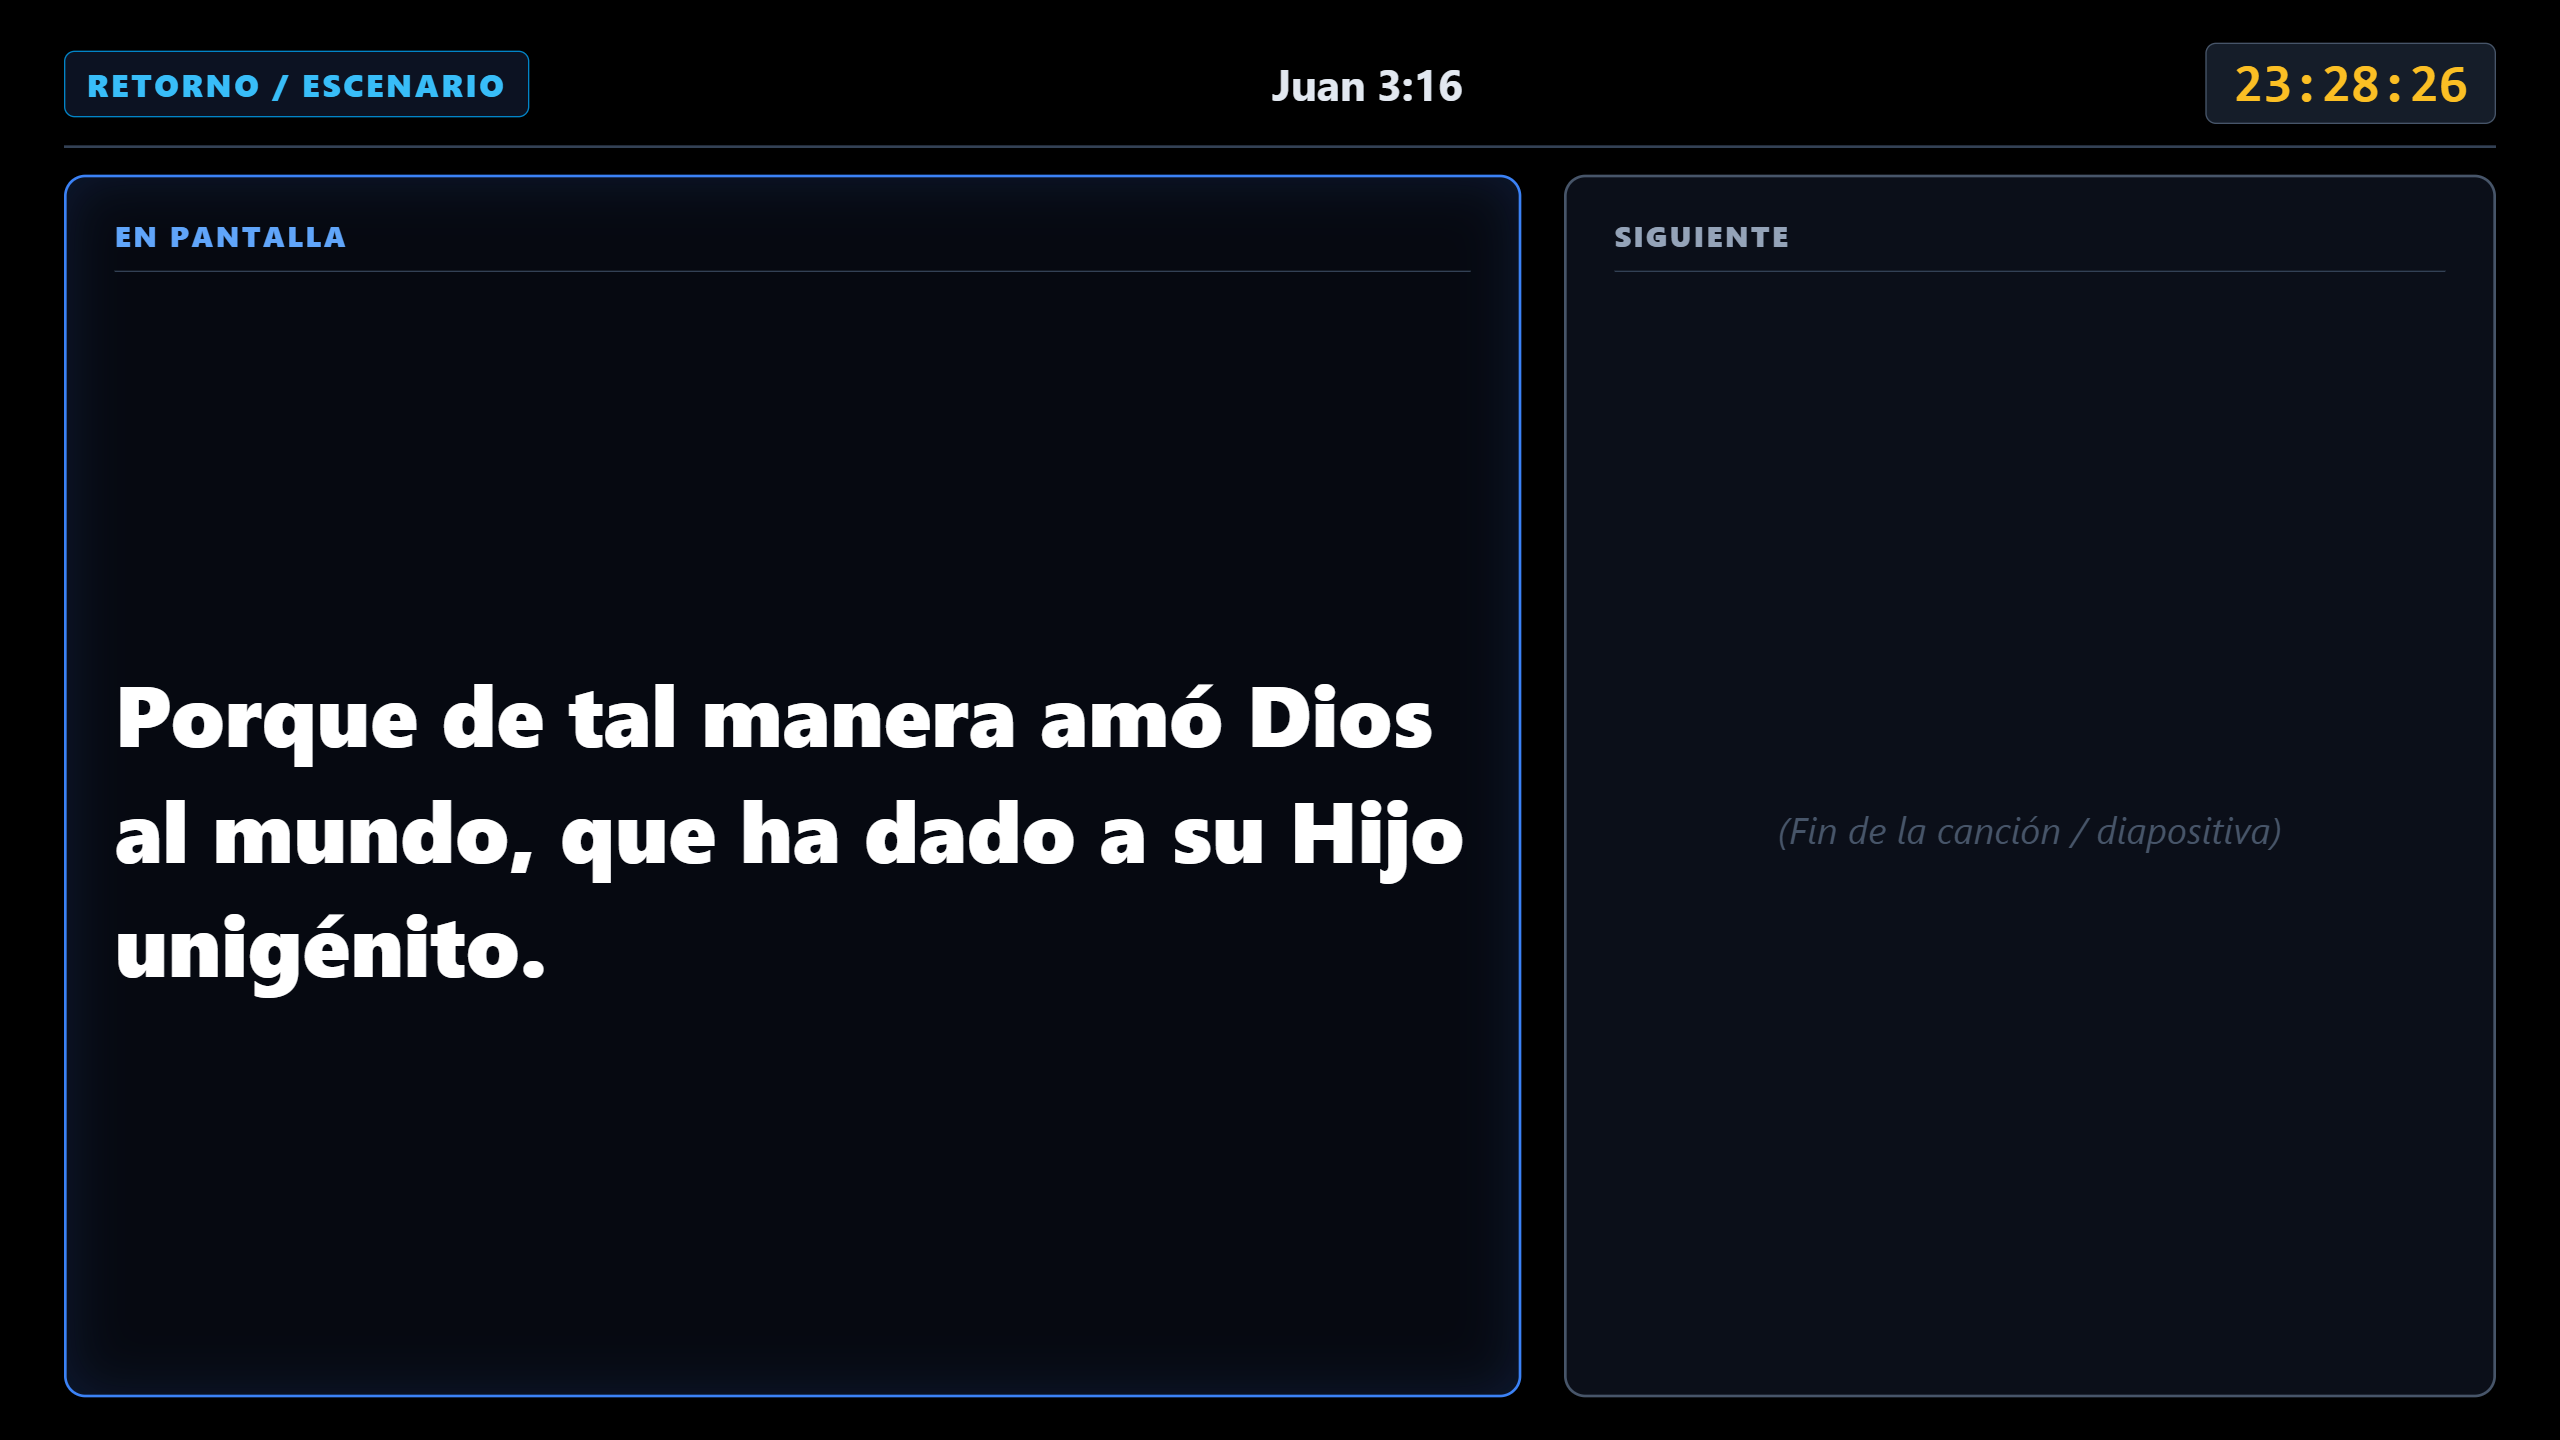 RETORNO / ESCENARIO
Juan 3:16
23:28:26
EN PANTALLA
Porque de tal manera amó Dios
al mundo, que ha dado a su Hijo
unigénito.
SIGUIENTE
(Fin de la canción / diapositiva)